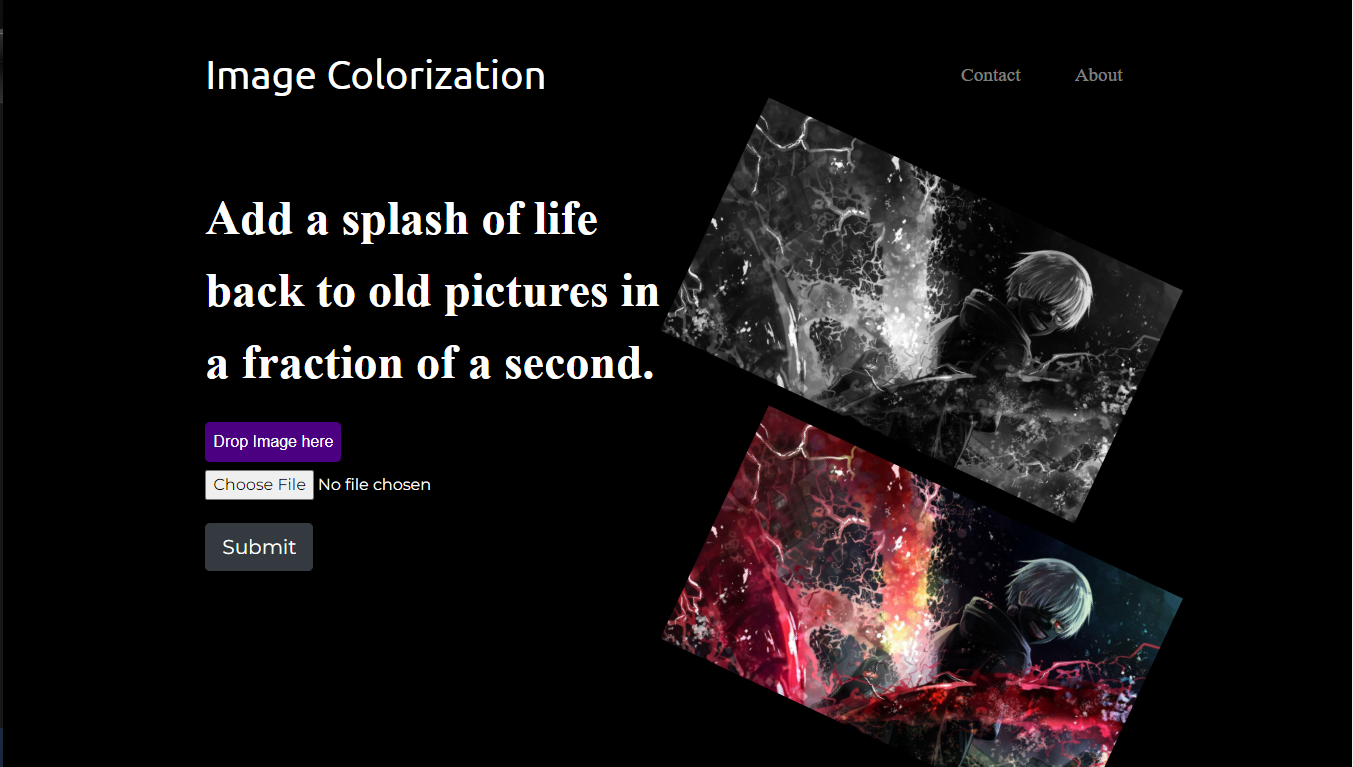 Image Colorization
Contact
About
Add a splash of life
back to old pictures in
a fraction of a second.
Drop Image here
Choose File No file chosen
Submit